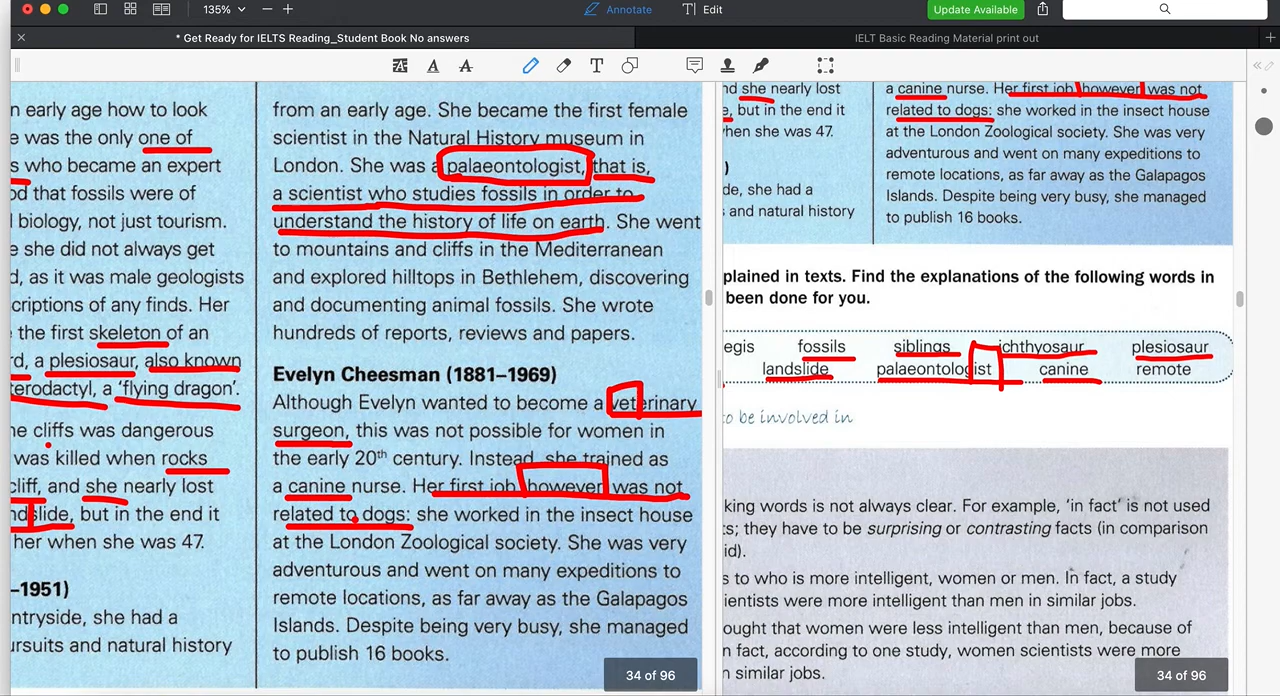 135%
Annotate
Edit
Update Available
* Get Ready for IELTS Reading_Student Book No answers
IELT Basic Reading Material print out
n early age how to look
e was the only one of
s who became an expert
d that fossils were of
biology, not just tourism.
e she did not always get
d, as it was male geologists
criptions of any finds. Her
the first skeleton of an
rd, a plesiosaur, also known
erodactyl, a 'flying dragon'.
he cliffs was dangerous
was killed when rocks
cliff, and she nearly lost
ndslide, but in the end it
her when she was 47.
–1951)
ntryside, she had a
ursuits and natural history
from an early age. She became the first female
scientist in the Natural History museum in
London. She was a palaeontologist, that is,
a scientist who studies fossils in order to
understand the history of life on earth. She went
to mountains and cliffs in the Mediterranean
and explored hilltops in Bethlehem, discovering
and documenting animal fossils. She wrote
hundreds of reports, reviews and papers.
Evelyn Cheesman (1881–1969)
Although Evelyn wanted to become a veterinary
surgeon, this was not possible for women in
the early 20th century. Instead, she trained as
a canine nurse. Her first job, however, was not
related to dogs: she worked in the insect house
at the London Zoological society. She was very
adventurous and went on many expeditions to
remote locations, as far away as the Galapagos
Islands. Despite being very busy, she managed
to publish 16 books.
34 of 96
nd she nearly lost
e, but in the end it
hen she was 47.
)
de, she had a
s and natural history
a canine nurse. Her first job, however, was not
related to dogs: she worked in the insect house
at the London Zoological society. She was very
adventurous and went on many expeditions to
remote locations, as far away as the Galapagos
Islands. Despite being very busy, she managed
to publish 16 books.
plained in texts. Find the explanations of the following words in
been done for you.
egis fossils siblings ichthyosaur plesiosaur
landslide palaeontologist canine remote
to be involved in
king words is not always clear. For example, 'in fact' is not used
ts; they have to be surprising or contrasting facts (in comparison
id).
s to who is more intelligent, women or men. In fact, a study
ientists were more intelligent than men in similar jobs.
ought that women were less intelligent than men, because of
n fact, according to one study, women scientists were more
n similar jobs.
34 of 96